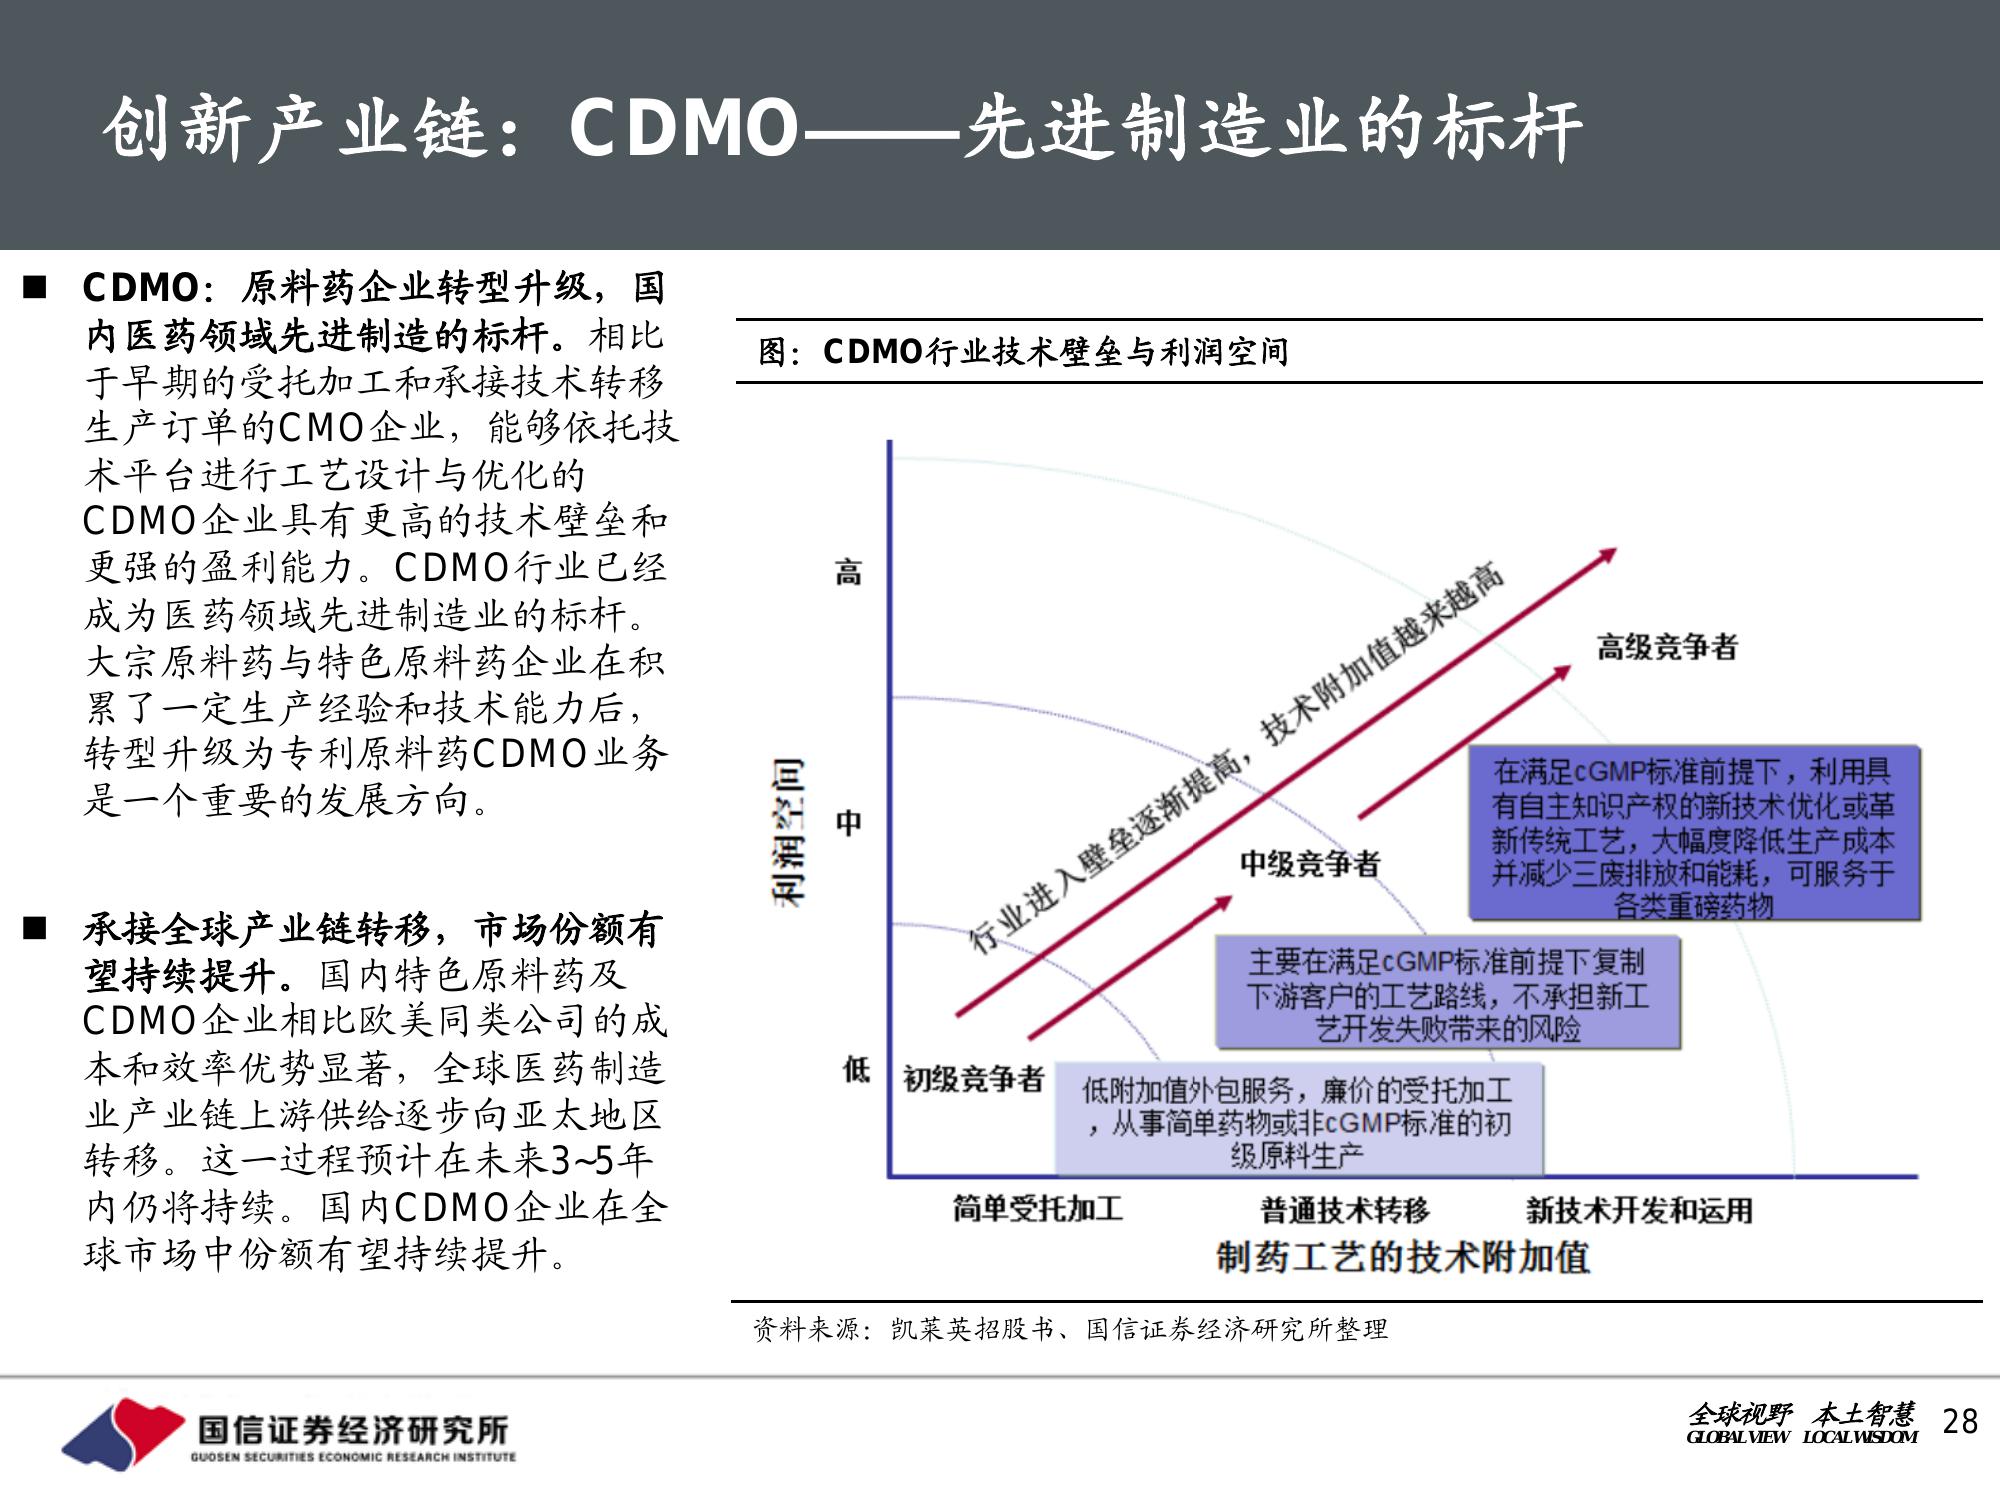 创新产业链：CDMO——先进制造业的标杆
■ CDMO：原料药企业转型升级，国
内医药领域先进制造的标杆。相比
于早期的受托加工和承接技术转移
生产订单的CMO企业，能够依托技
术平台进行工艺设计与优化的
CDMO企业具有更高的技术壁垒和
更强的盈利能力。CDMO行业已经
成为医药领域先进制造业的标杆。
大宗原料药与特色原料药企业在积
累了一定生产经验和技术能力后，
转型升级为专利原料药CDMO业务
是一个重要的发展方向。
■ 承接全球产业链转移，市场份额有
望持续提升。国内特色原料药及
CDMO企业相比欧美同类公司的成
本和效率优势显著，全球医药制造
业产业链上游供给逐步向亚太地区
转移。这一过程预计在未来3~5年
内仍将持续。国内CDMO企业在全
球市场中份额有望持续提升。
图：CDMO行业技术壁垒与利润空间
利润空间
高
中
低
行业进入壁垒逐渐提高，技术附加值越来越高
高级竞争者
在满足cGMP标准前提下，利用具
有自主知识产权的新技术优化或革
新传统工艺，大幅度降低生产成本
并减少三废排放和能耗，可服务于
各类重磅药物
中级竞争者
主要在满足cGMP标准前提下复制
下游客户的工艺路线，不承担新工
艺开发失败带来的风险
初级竞争者
低附加值外包服务，廉价的受托加工
，从事简单药物或非cGMP标准的初
级原料生产
简单受托加工
普通技术转移
新技术开发和运用
制药工艺的技术附加值
资料来源：凯莱英招股书、国信证券经济研究所整理
国信证券经济研究所
GUOSEN SECURITIES ECONOMIC RESEARCH INSTITUTE
全球视野 本土智慧
GLOBAL VIEW LOCAL WISDOM
28